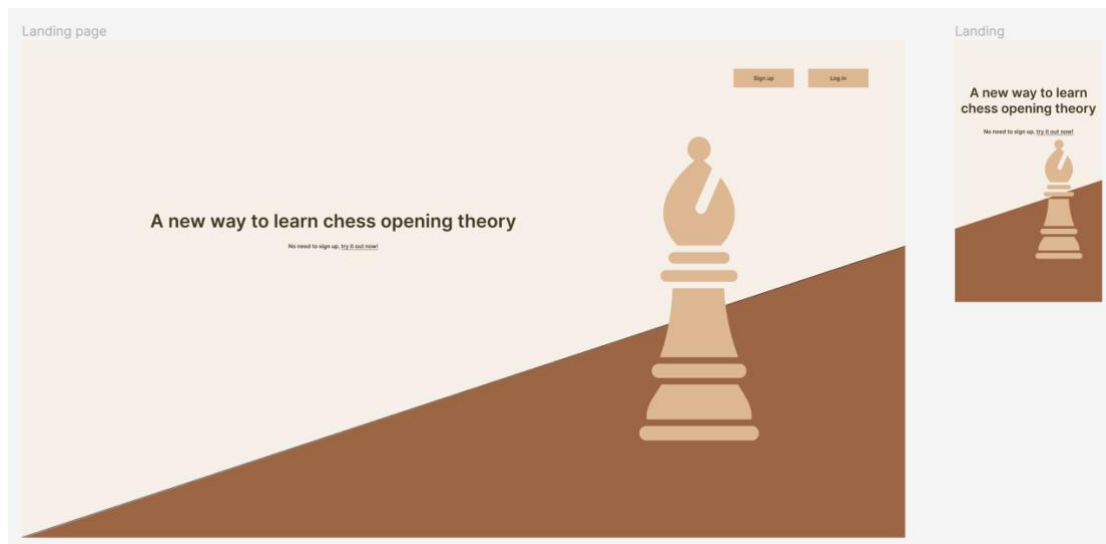 Landing page
Sign up
Log in
A new way to learn chess opening theory
No need to sign up, try it out now!
Landing
A new way to learn
chess opening theory
No need to sign up, try it out now!